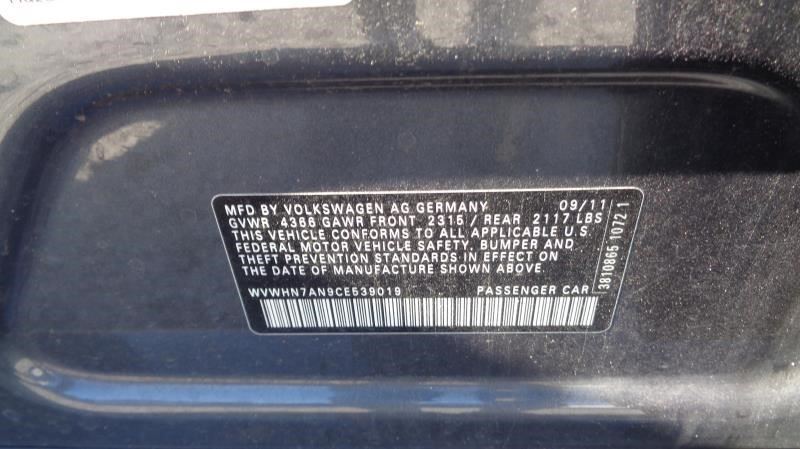 MFD BY VOLKSWAGEN AG GERMANY 09/11
GVWR 4366 GAWR FRONT 2315 / REAR 2117 LBS
THIS VEHICLE CONFORMS TO ALL APPLICABLE U.S.
FEDERAL MOTOR VEHICLE SAFETY, BUMPER AND
THEFT PREVENTION STANDARDS IN EFFECT ON
DATE OF MANUFACTURE SHOWN ABOVE.
WVWHN7AN9CE539019 PASSENGER CAR
3810865 1072 1